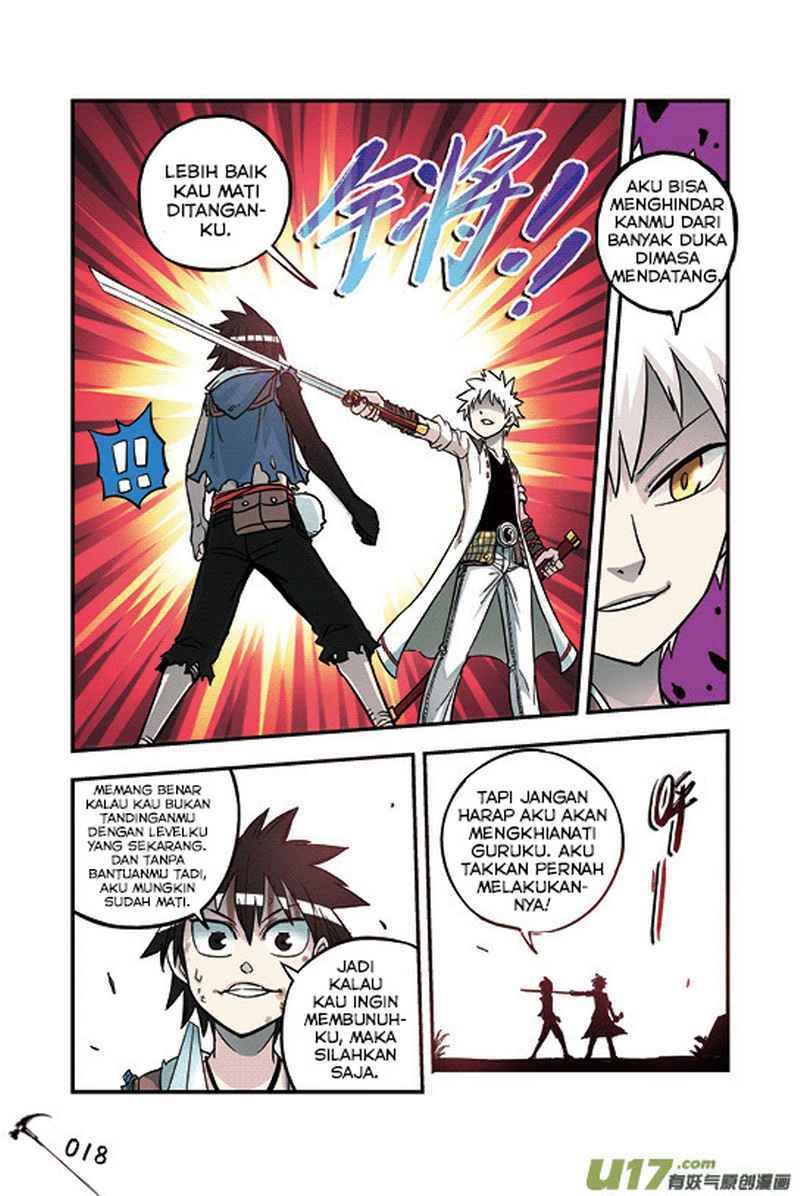 LEBIH BAIK
KAU MATI
DITANGAN-
KU.
!!
AKU BISA
MENGHINDAR
KANMU DARI
BANYAK DUKA
DIMASA
MENDATANG.
!!
MEMANG BENAR
KALAU KAU BUKAN
TANDINGANMU
DENGAN LEVELKU
YANG SEKARANG.
DAN TANPA
BANTUANMU TADI,
AKU MUNGKIN
SUDAH MATI.
JADI
KALAU
KAU INGIN
MEMBUNUH-
KU, MAKA
SILAHKAN
SAJA.
TAPI JANGAN
HARAP AKU AKAN
MENGKHIANATI
GURUKU. AKU
TAKKAN PERNAH
MELAKUKAN-
NYA!
018
U17.com
有妖气原创漫画